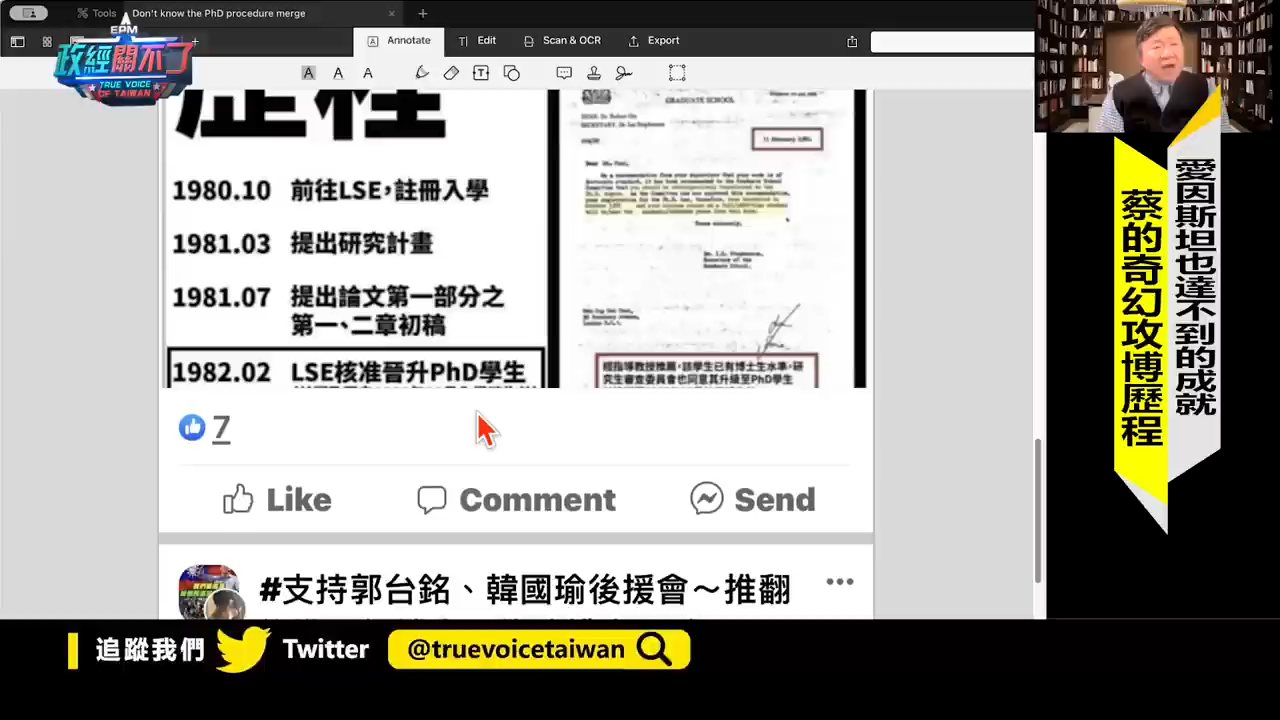 Tools
Don't know the PhD procedure merge
EPM
政經關不了
TRUE VOICE
OF TAIWAN
Annotate
Edit
Scan & OCR
Export
歷程
1980.10 前往LSE,註冊入學
1981.03 提出研究計畫
1981.07 提出論文第一部分之
第一、二章初稿
1982.02 LSE核准晉升PhD學生
GRADUATE SCHOOL
經指導教授推薦,該學生已有博士生水準,研
究生審查委員會也同意其升級至PhD學生
7
Like
Comment
Send
#支持郭台銘、韓國瑜後援會～推翻
愛因斯坦也達不到的成就
蔡的奇幻攻博歷程
追蹤我們
Twitter
@truevoicetaiwan